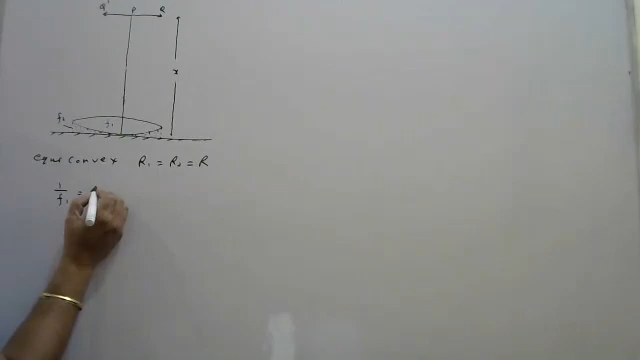 Q' P R
x
f₂ f₁
equi convex R₁ = R₂ = R
1/f₁ =